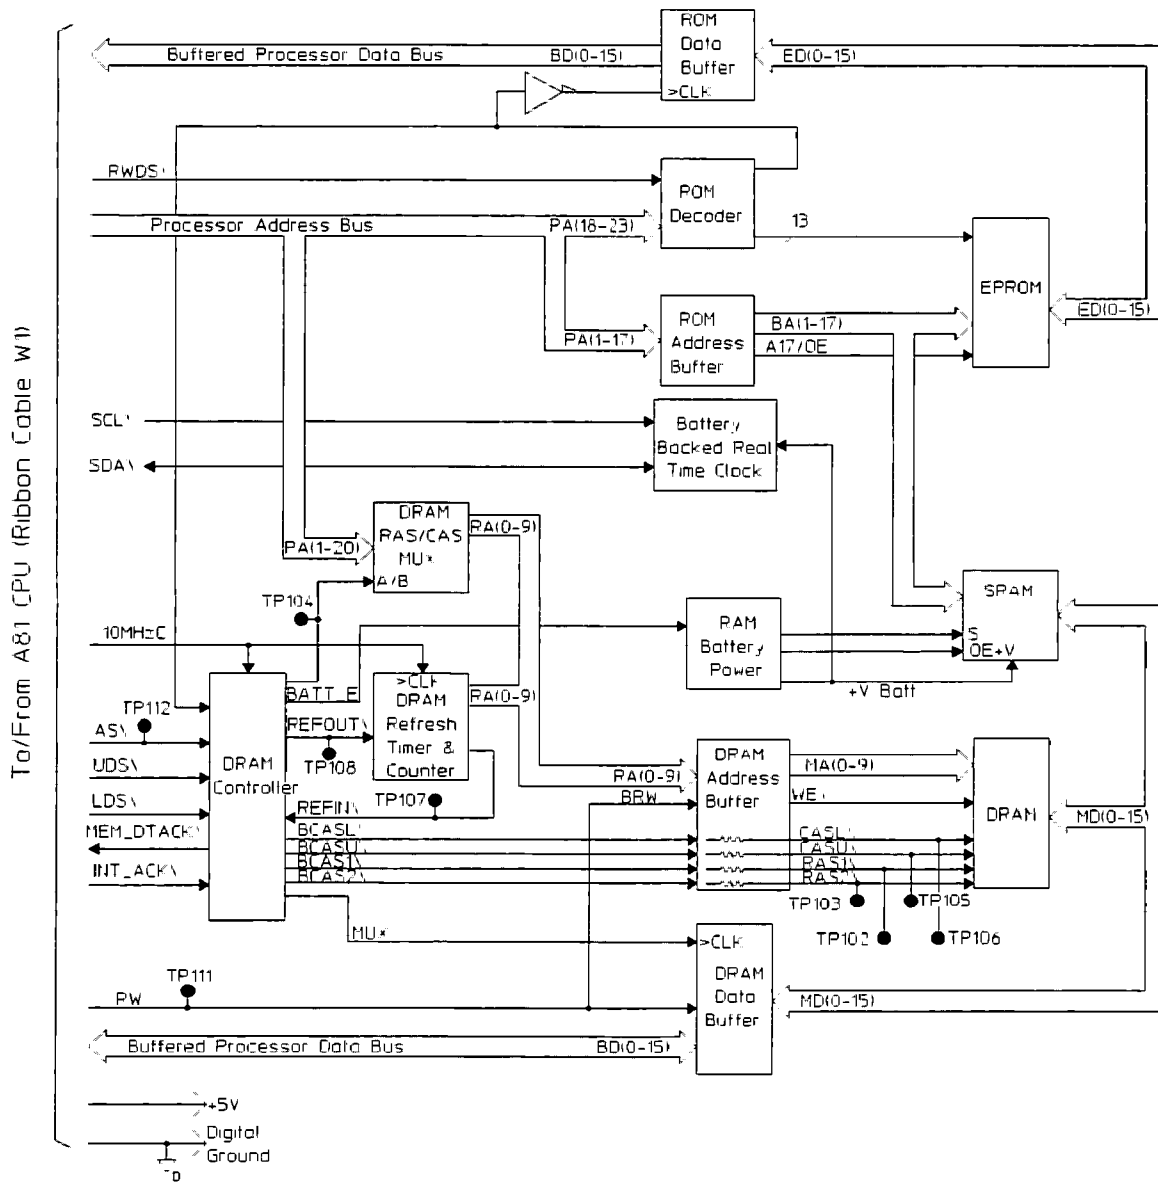 To/From A81 CPU (Ribbon Cable W1)
Buffered Processor Data Bus
BD(0-15)
ROM
Data
Buffer
>CLK
ED(0-15)
RWDS\
ROM
Decoder
Processor Address Bus
PA(18-23)
13
EPROM
ED(0-15)
PA(1-17)
ROM
Address
Buffer
BA(1-17)
A17/OE
SCL\
SDA\
Battery
Backed Real
Time Clock
DRAM
RAS/CAS
MUX
A/B
PA(1-20)
RA(0-9)
TP104
10MHzC
RAM
Battery
Power
SRAM
S
OE+V
+V Batt
BATT_E
>CLK
DRAM
Refresh
Timer &
Counter
RA(0-9)
TP112
AS\
UDS\
LDS\
MEM_DTACK\
INT_ACK\
DRAM
Controller
REFOUT\
TP108
TP107
REFIN\
BCASL\
BCASU\
BCAS1\
BCAS2\
RA(0-9)
BRW
DRAM
Address
Buffer
MA(0-9)
WE\
CASL\
CASU\
RAS1\
RAS2\
DRAM
MD(0-15)
TP103
TP105
TP102
TP106
MUX
>CLK
DRAM
Data
Buffer
MD(0-15)
TP111
RW
Buffered Processor Data Bus
BD(0-15)
+5V
Digital
Ground
D